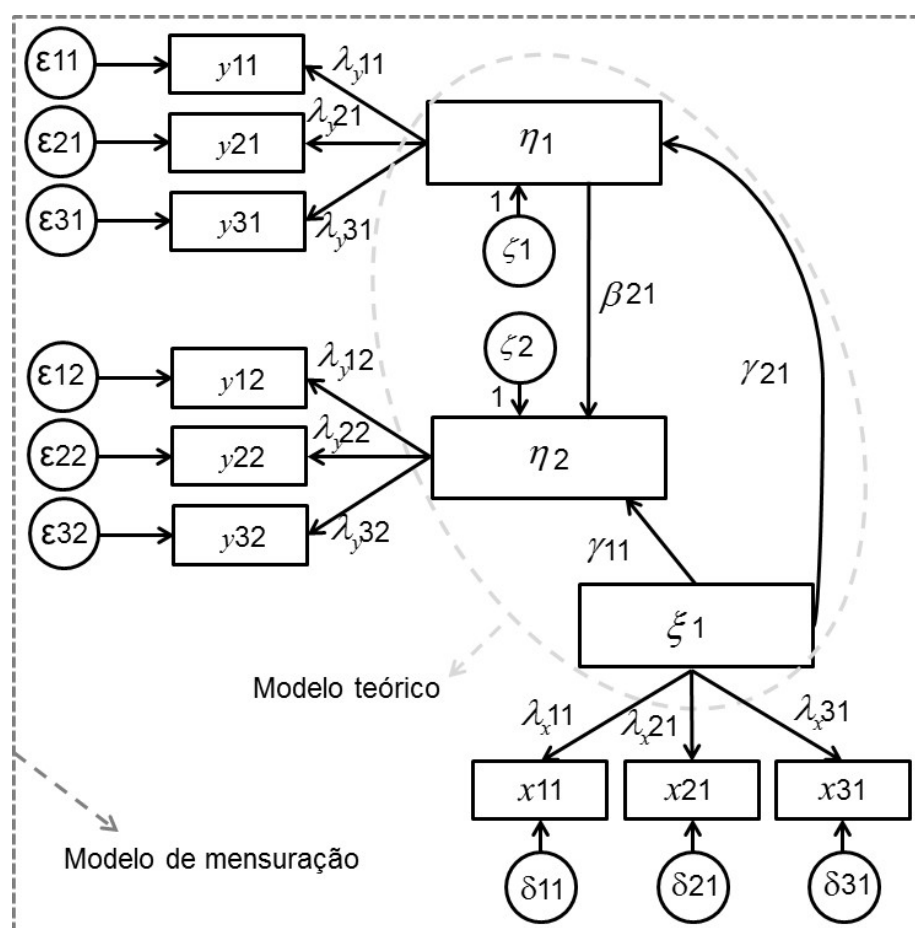 ε11
y11
λy11
ε21
y21
λy21
η1
ε31
y31
λy31
1
ζ1
β21
ζ2
1
γ21
ε12
y12
λy12
ε22
y22
λy22
η2
ε32
y32
λy32
γ11
ξ1
Modelo teórico
λx11
λx21
λx31
x11
x21
x31
Modelo de mensuração
δ11
δ21
δ31